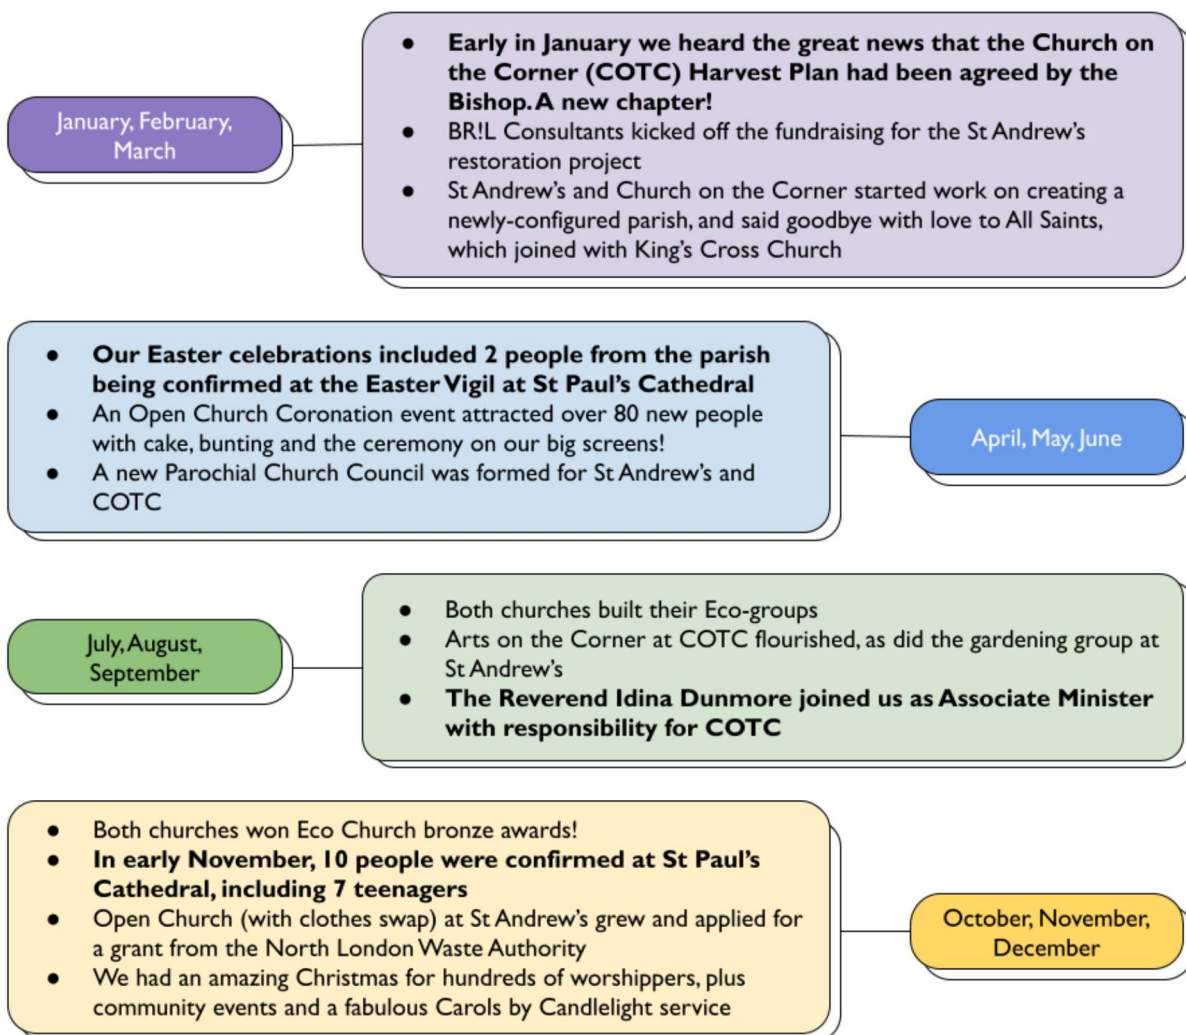 January, February,
March
● Early in January we heard the great news that the Church on
the Corner (COTC) Harvest Plan had been agreed by the
Bishop. A new chapter!
● BR!L Consultants kicked off the fundraising for the St Andrew's
restoration project
● St Andrew's and Church on the Corner started work on creating a
newly-configured parish, and said goodbye with love to All Saints,
which joined with King's Cross Church
● Our Easter celebrations included 2 people from the parish
being confirmed at the Easter Vigil at St Paul's Cathedral
● An Open Church Coronation event attracted over 80 new people
with cake, bunting and the ceremony on our big screens!
● A new Parochial Church Council was formed for St Andrew's and
COTC
April, May, June
July, August,
September
● Both churches built their Eco-groups
● Arts on the Corner at COTC flourished, as did the gardening group at
St Andrew's
● The Reverend Idina Dunmore joined us as Associate Minister
with responsibility for COTC
● Both churches won Eco Church bronze awards!
● In early November, 10 people were confirmed at St Paul's
Cathedral, including 7 teenagers
● Open Church (with clothes swap) at St Andrew's grew and applied for
a grant from the North London Waste Authority
● We had an amazing Christmas for hundreds of worshippers, plus
community events and a fabulous Carols by Candlelight service
October, November,
December